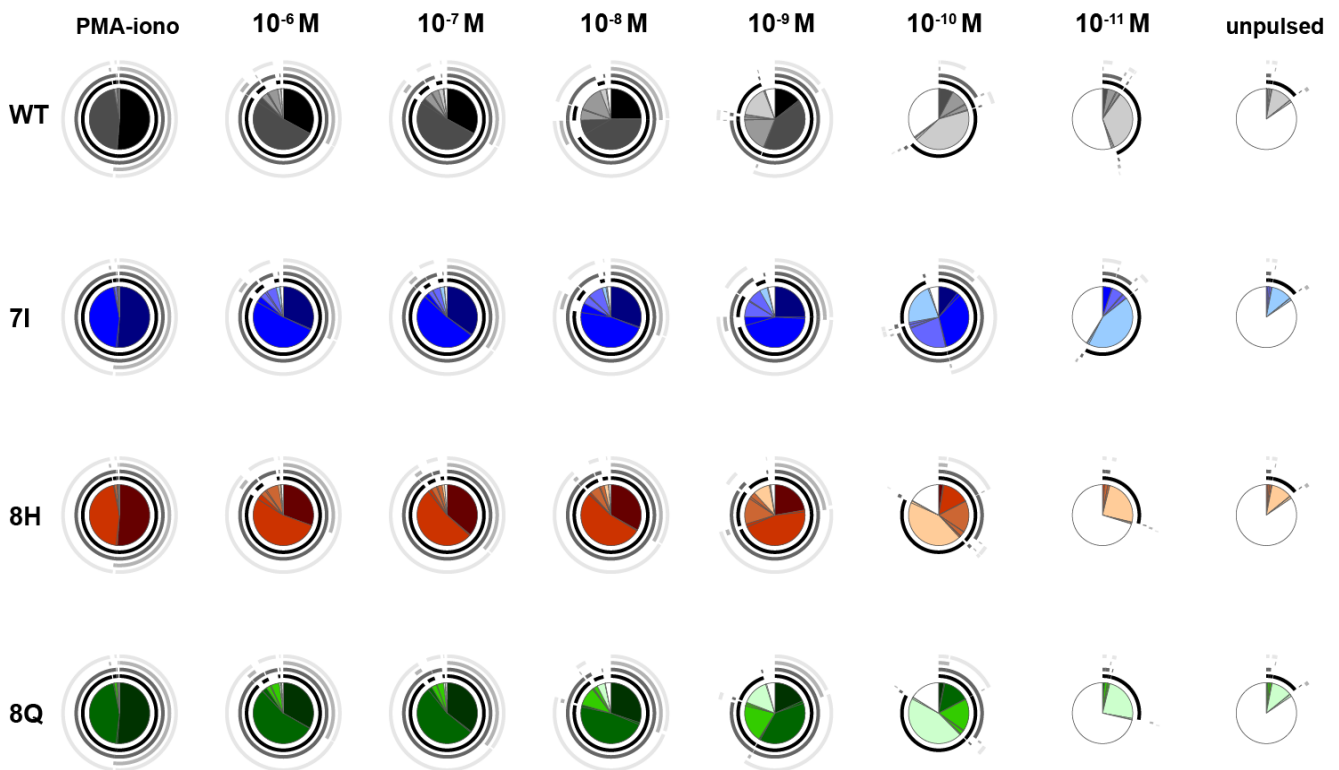 PMA-iono 10⁻⁶ M 10⁻⁷ M 10⁻⁸ M 10⁻⁹ M 10⁻¹⁰ M 10⁻¹¹ M unpulsed
WT
7I
8H
8Q